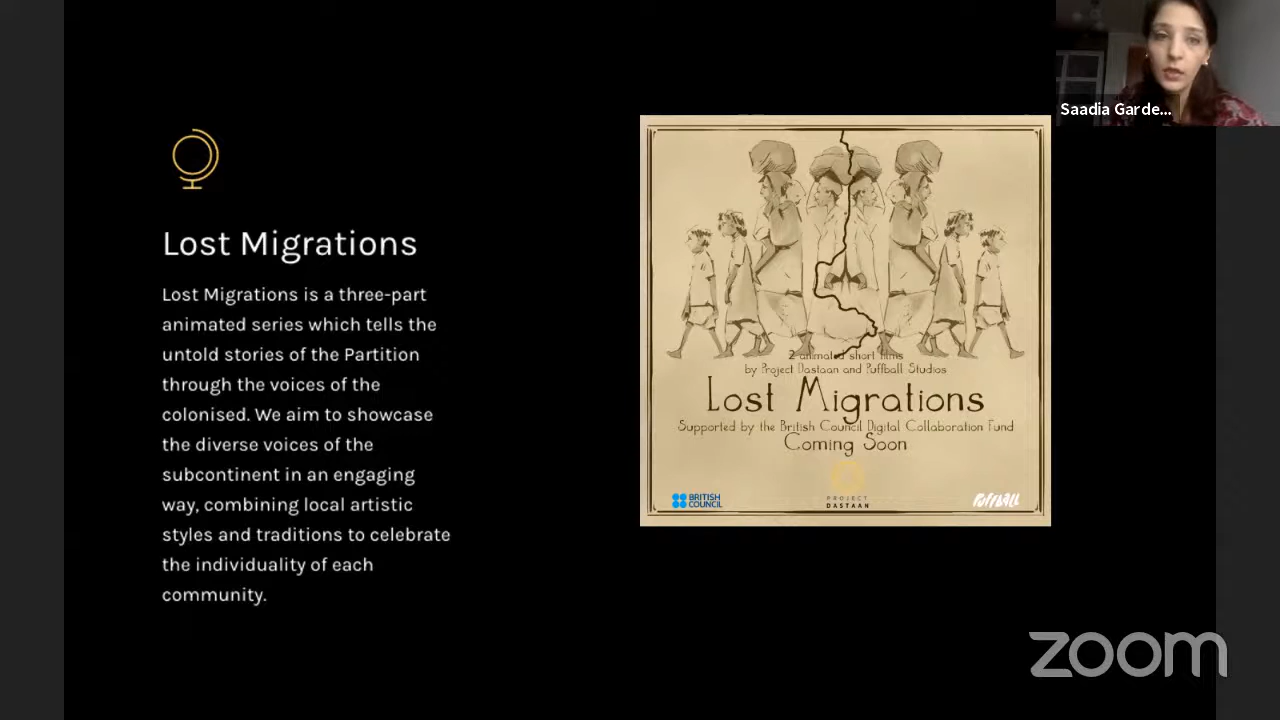 Saadia Garde...
Lost Migrations
Lost Migrations is a three-part
animated series which tells the
untold stories of the Partition
through the voices of the
colonised. We aim to showcase
the diverse voices of the
subcontinent in an engaging
way, combining local artistic
styles and traditions to celebrate
the individuality of each
community.
2 animated short films
by Project Dastaan and Puffball Studios
Lost Migrations
Supported by the British Council Digital Collaboration Fund
Coming Soon
BRITISH
COUNCIL
PROJECT
DASTAAN
PUFFBALL
zoom